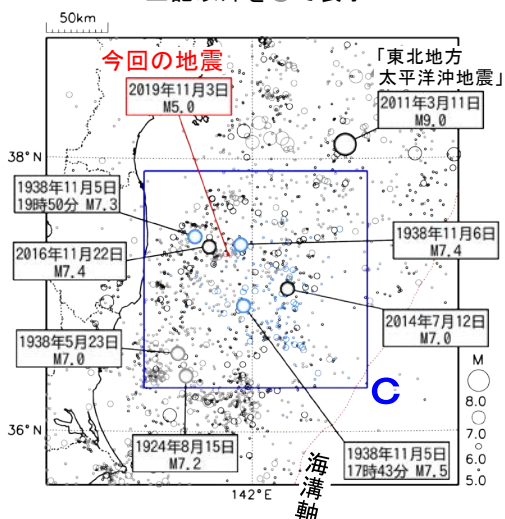 50km
今回の地震
「東北地方
太平洋沖地震」
2019年11月3日
M5.0
2011年3月11日
M9.0
38°N
1938年11月5日
19時50分 M7.3
1938年11月6日
M7.4
2016年11月22日
M7.4
2014年7月12日
M7.0
1938年5月23日
M7.0
C
M
8.0
7.0
6.0
5.0
36°N
1924年8月15日
M7.2
1938年11月5日
17時43分 M7.5
海溝軸
142°E